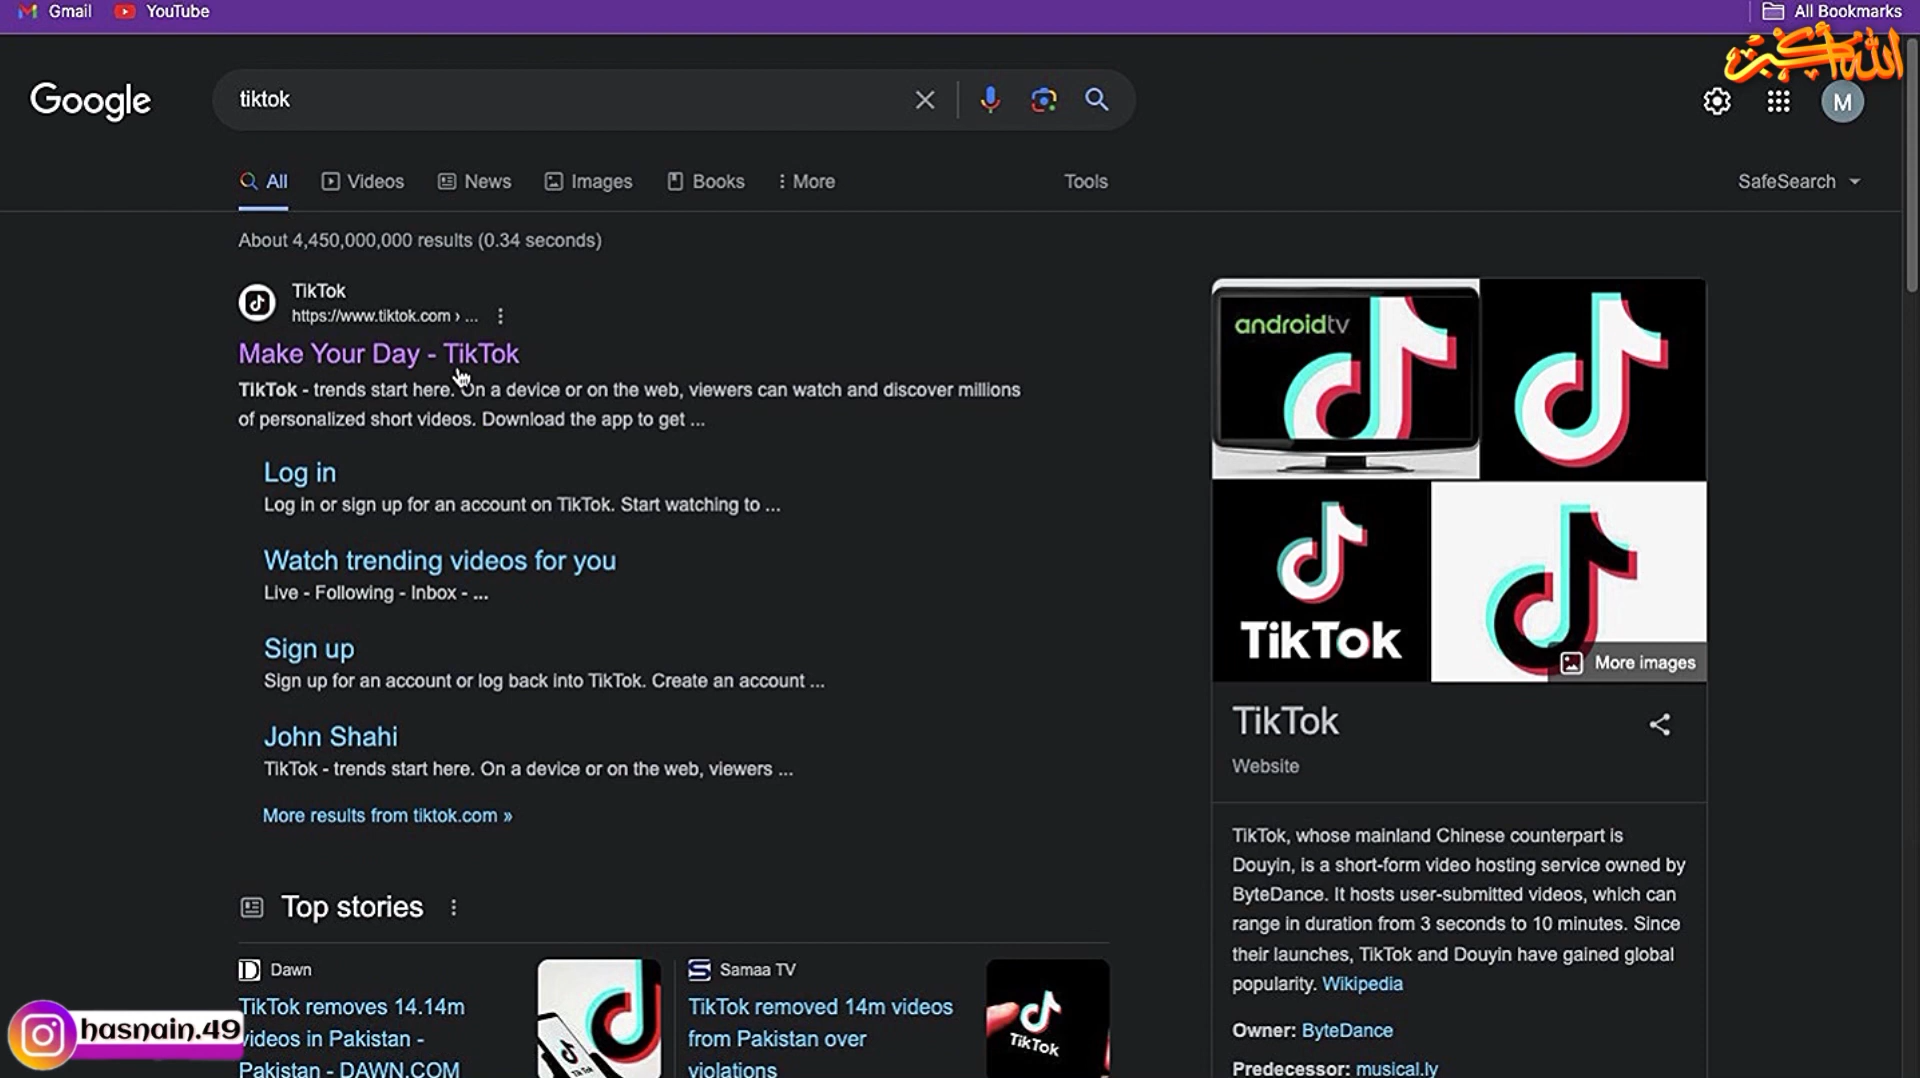 Gmail YouTube All Bookmarks
الله أكبر
Google tiktok M
All Videos News Images Books More Tools SafeSearch
About 4,450,000,000 results (0.34 seconds)
TikTok
https://www.tiktok.com › ...
Make Your Day - TikTok
TikTok - trends start here. On a device or on the web, viewers can watch and discover millions
of personalized short videos. Download the app to get ...
Log in
Log in or sign up for an account on TikTok. Start watching to ...
Watch trending videos for you
Live - Following - Inbox - ...
Sign up
Sign up for an account or log back into TikTok. Create an account ...
John Shahi
TikTok - trends start here. On a device or on the web, viewers ...
More results from tiktok.com »
Top stories
Dawn
TikTok removes 14.14m
videos in Pakistan -
Pakistan - DAWN.COM
Tik Tok
Samaa TV
TikTok removed 14m videos
from Pakistan over
violations
TikTok
hasnain.49
androidtv
TikTok
More images
TikTok
Website
TikTok, whose mainland Chinese counterpart is
Douyin, is a short-form video hosting service owned by
ByteDance. It hosts user-submitted videos, which can
range in duration from 3 seconds to 10 minutes. Since
their launches, TikTok and Douyin have gained global
popularity. Wikipedia
Owner: ByteDance
Predecessor: musical.ly